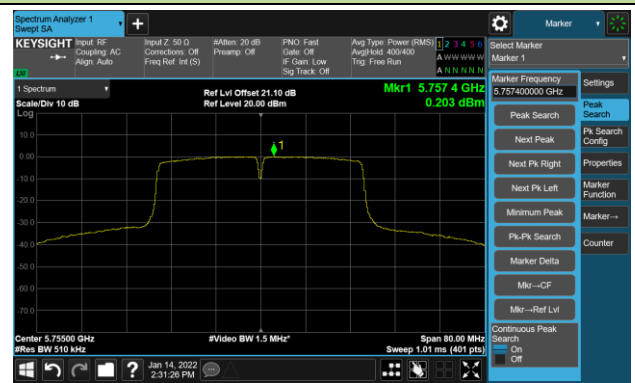 Spectrum Analyzer 1
Swept SA
Marker
KEYSIGHT
Input: RF
Coupling: AC
Align: Auto
Input Z: 50 Ω
Corrections: Off
Freq Ref: Int (S)
#Atten: 20 dB
Preamp: Off
PNO: Fast
Gate: Off
IF Gain: Low
Sig Track: Off
Avg Type: Power (RMS)
Avg|Hold: 400/400
Trig: Free Run
1 2 3 4 5 6
A W W W W W
A N N N N N
Select Marker
Marker 1
LXI
1 Spectrum
Scale/Div 10 dB
Log
Ref Lvl Offset 21.10 dB
Ref Level 20.00 dBm
Mkr1 5.757 4 GHz
0.203 dBm
1
10.0
0.00
-10.0
-20.0
-30.0
-40.0
-50.0
-60.0
-70.0
Center 5.75500 GHz
#Res BW 510 kHz
#Video BW 1.5 MHz*
Span 80.00 MHz
Sweep 1.01 ms (401 pts)
Marker Frequency
5.757400000 GHz
Peak Search
Next Peak
Next Pk Right
Next Pk Left
Minimum Peak
Pk-Pk Search
Marker Delta
Mkr→CF
Mkr→Ref Lvl
Continuous Peak
Search
On
Off
Settings
Peak
Search
Pk Search
Config
Properties
Marker
Function
Marker→
Counter
?
Jan 14, 2022
2:31:26 PM